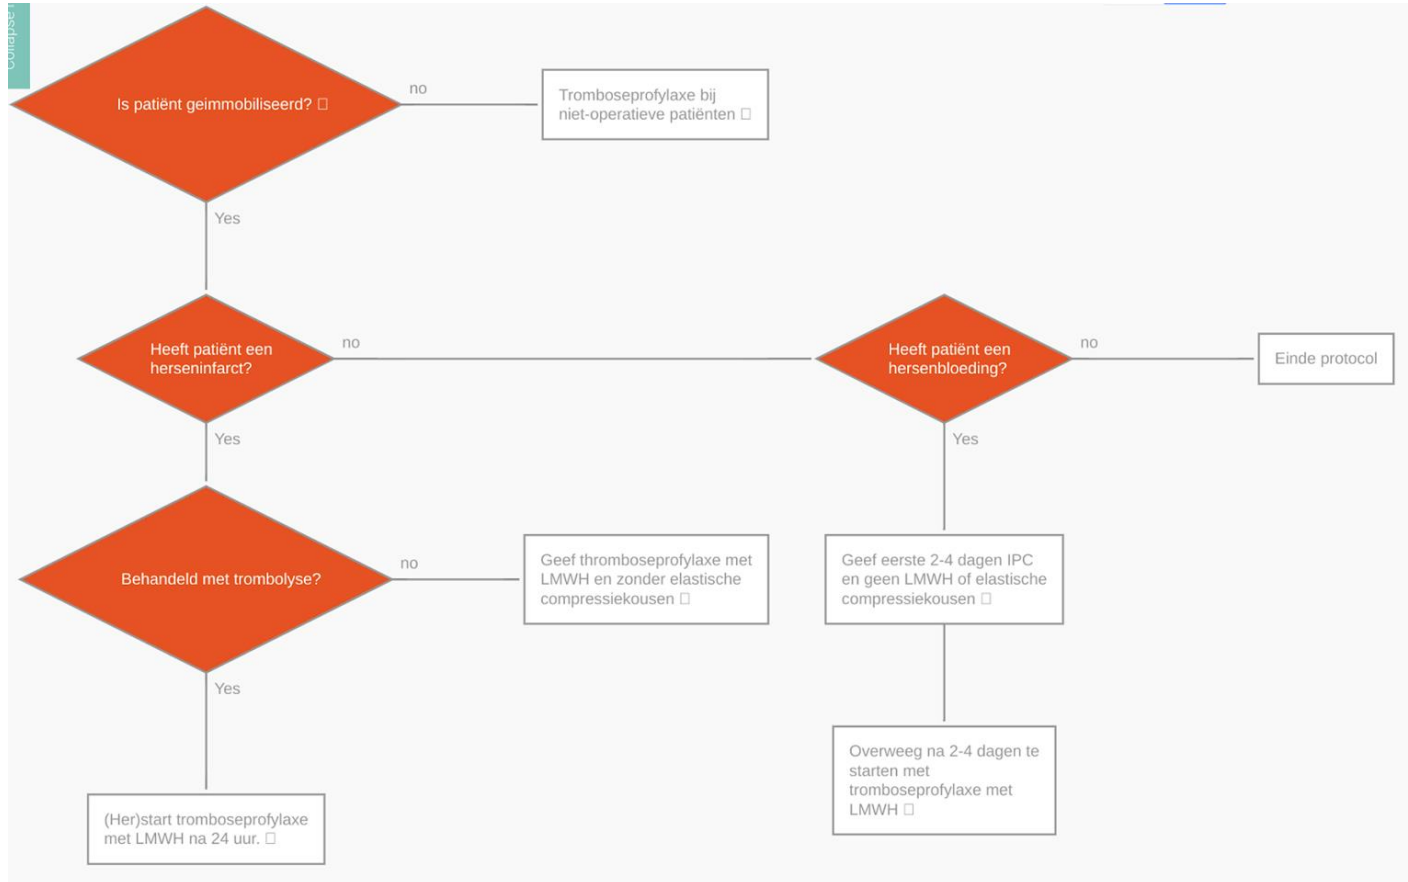 Is patiënt geimmobiliseerd?
no
Tromboseprofylaxe bij
niet-operatieve patiënten
Yes
Heeft patiënt een
herseninfarct?
no
Heeft patiënt een
hersenbloeding?
no
Einde protocol
Yes
Yes
Behandeld met trombolyse?
no
Geef thromboseprofylaxe met
LMWH en zonder elastische
compressiekousen
Geef eerste 2-4 dagen IPC
en geen LMWH of elastische
compressiekousen
Yes
Overweeg na 2-4 dagen te
starten met
tromboseprofylaxe met
LMWH
(Her)start tromboseprofylaxe
met LMWH na 24 uur.